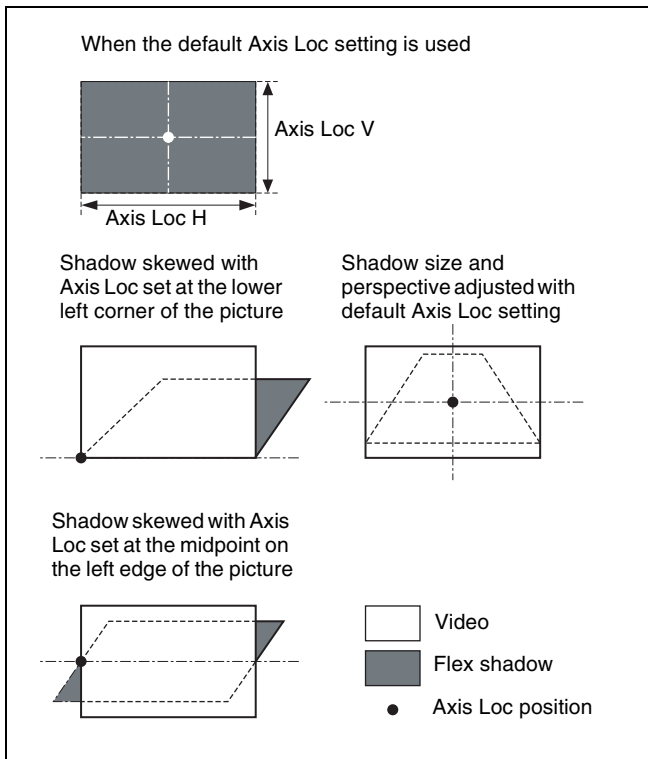 When the default Axis Loc setting is used
Axis Loc V
Axis Loc H
Shadow skewed with
Axis Loc set at the lower
left corner of the picture
Shadow size and
perspective adjusted with
default Axis Loc setting
Shadow skewed with Axis
Loc set at the midpoint on
the left edge of the picture
Video
Flex shadow
Axis Loc position